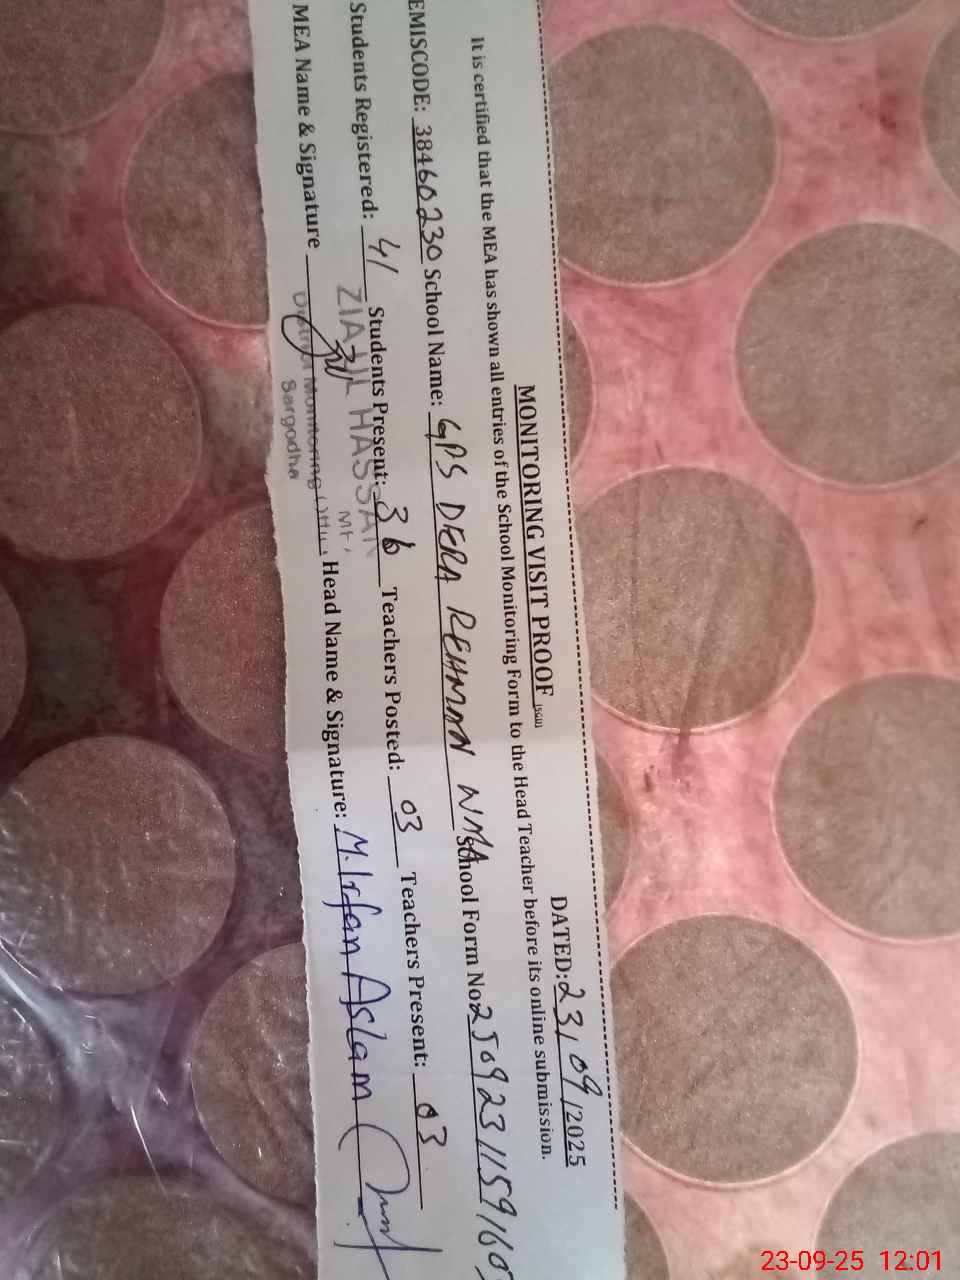 MONITORING VISIT PROOF (SGD) DATED: 23/09/2025
It is certified that the MEA has shown all entries of the School Monitoring Form to the Head Teacher before its online submission.
EMISCODE: 38460230 School Name: GPS DERA REHMAN School Form No
Students Registered: 41 Students Present: 36 Teachers Posted: 03 Teachers Present: 03
MEA Name & Signature Head Name & Signature: M. Irfan Aslam
ZIA UL HASSAN
District Monitoring
Sargodha
23-09-25 12:01